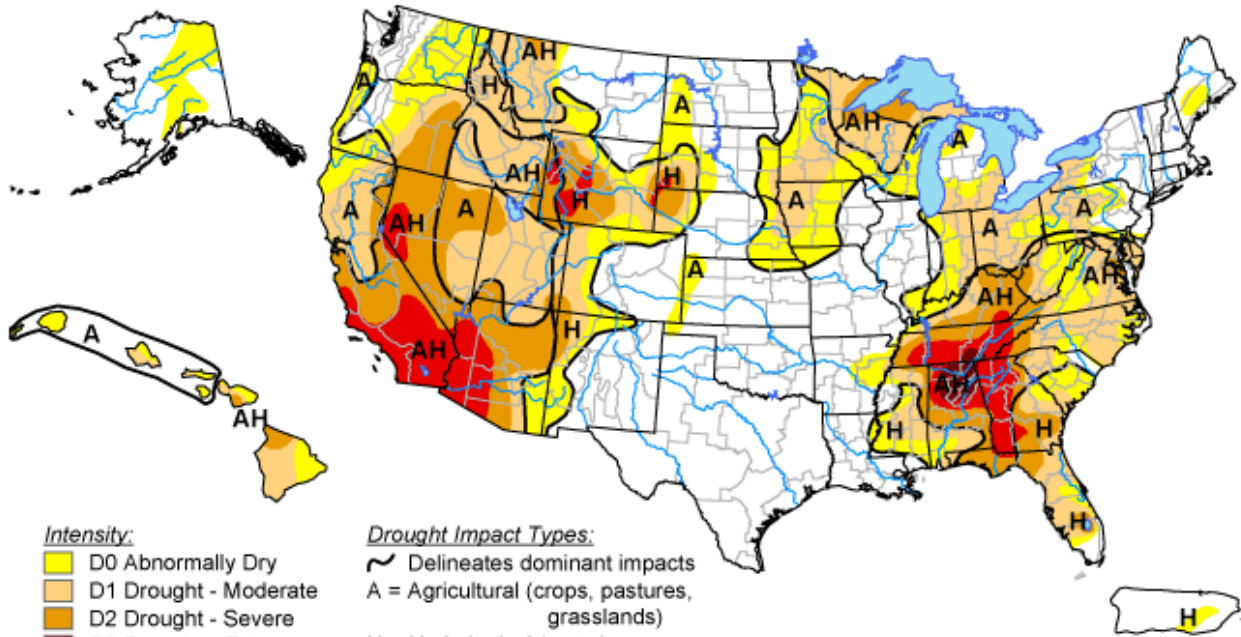 AH
A
H
A
A
AH
A
AH
H
H
A
A
A
AH
A
A
A
AH
AH
A
AH
H
AH
AH
H
H
H
A
AH
H
Intensity:
D0 Abnormally Dry
D1 Drought - Moderate
D2 Drought - Severe
Drought Impact Types:
Delineates dominant impacts
A = Agricultural (crops, pastures,
grasslands)